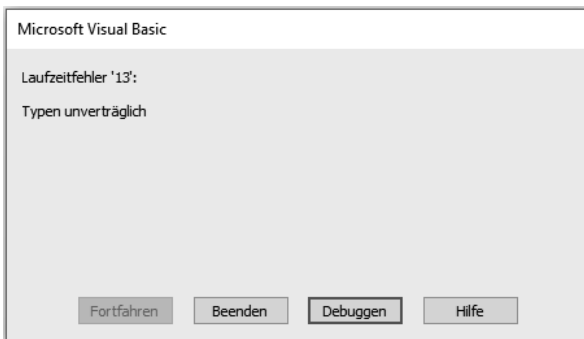 Microsoft Visual Basic
Laufzeitfehler '13':
Typen unverträglich
Fortfahren Beenden Debuggen Hilfe